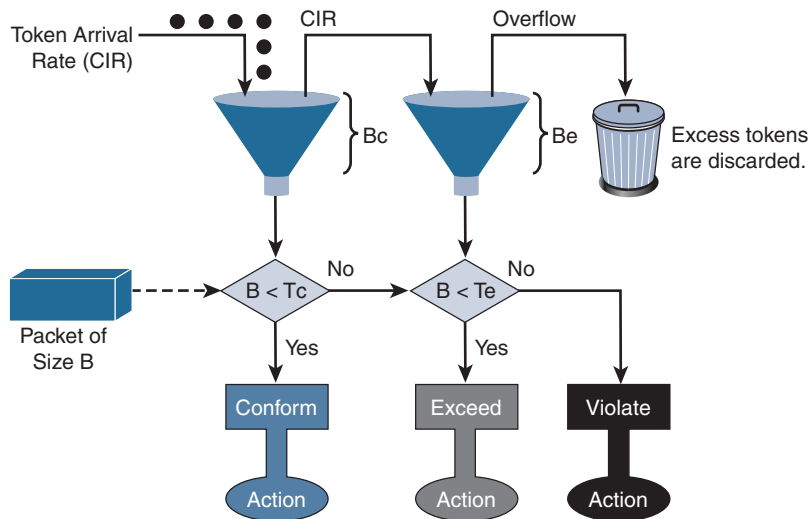 Token Arrival
Rate (CIR)
CIR
Overflow
Bc
Be
Excess tokens
are discarded.
Packet of
Size B
B < Tc
No
B < Te
No
Yes
Yes
Conform
Exceed
Violate
Action
Action
Action